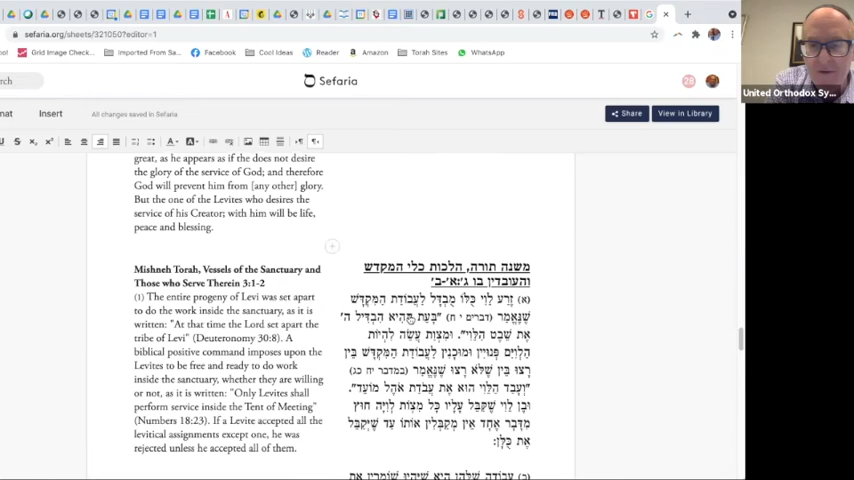 sefaria.org/sheets/321050?editor=1
Grid Image Check...
Imported From Sa...
Cool Ideas
Facebook
Reader
Amazon
Torah Sites
WhatsApp
United Orthodox Sy...
rch
Sefaria
28
mat
Insert
All changes saved in Sefaria
Share
View in Library
great, as he appears as if the does not desire
the glory of the service of God; and therefore
God will prevent him from [any other] glory.
But the one of the Levites who desires the
service of his Creator; with him will be life,
peace and blessing.
Mishneh Torah, Vessels of the Sanctuary and
Those who Serve Therein 3:1-2
(1) The entire progeny of Levi was set apart
to do the work inside the sanctuary, as it is
written: "At that time the Lord set apart the
tribe of Levi" (Deuteronomy 30:8). A
biblical positive command imposes upon the
Levites to be free and ready to do work
inside the sanctuary, whether they are willing
or not, as it is written: "Only Levites shall
perform service inside the Tent of Meeting"
(Numbers 18:23). If a Levite accepted all the
levitical assignments except one, he was
rejected unless he accepted all of them.
משנה תורה, הלכות כלי המקדש
והעובדין בו ג׳:א׳-ב׳
(א) זֶרַע לֵוִי כֻּלּוֹ מֻבְדָּל לַעֲבוֹדַת הַמִּקְדָּשׁ
שֶׁנֶּאֱמַר (דברים י ח) "בָּעֵת הַהִיא הִבְדִּיל ה'
אֶת שֵׁבֶט הַלֵּוִי". וּמִצְוַת עֲשֵׂה לִהְיוֹת
הַלְוִיִּם פְּנוּיִין וּמוּכָנִין לַעֲבוֹדַת הַמִּקְדָּשׁ בֵּין
רָצוּ בֵּין שֶׁלֹּא רָצוּ שֶׁנֶּאֱמַר (במדבר יח כג)
"וְעָבַד הַלֵּוִי הוּא אֶת עֲבֹדַת אֹהֶל מוֹעֵד".
וּבֶן לֵוִי שֶׁקִּבֵּל עָלָיו כָּל מִצְוֹת לְוִיָּה חוּץ
מִדָּבָר אֶחָד אֵין מְקַבְּלִין אוֹתוֹ עַד שֶׁיְּקַבֵּל
אֶת כֻּלָּן:
(ב) עֲבוֹדָה שֶׁלָּהֶן הִיא שֶׁיִּהְיוּ שׁוֹמְרִין אֶת